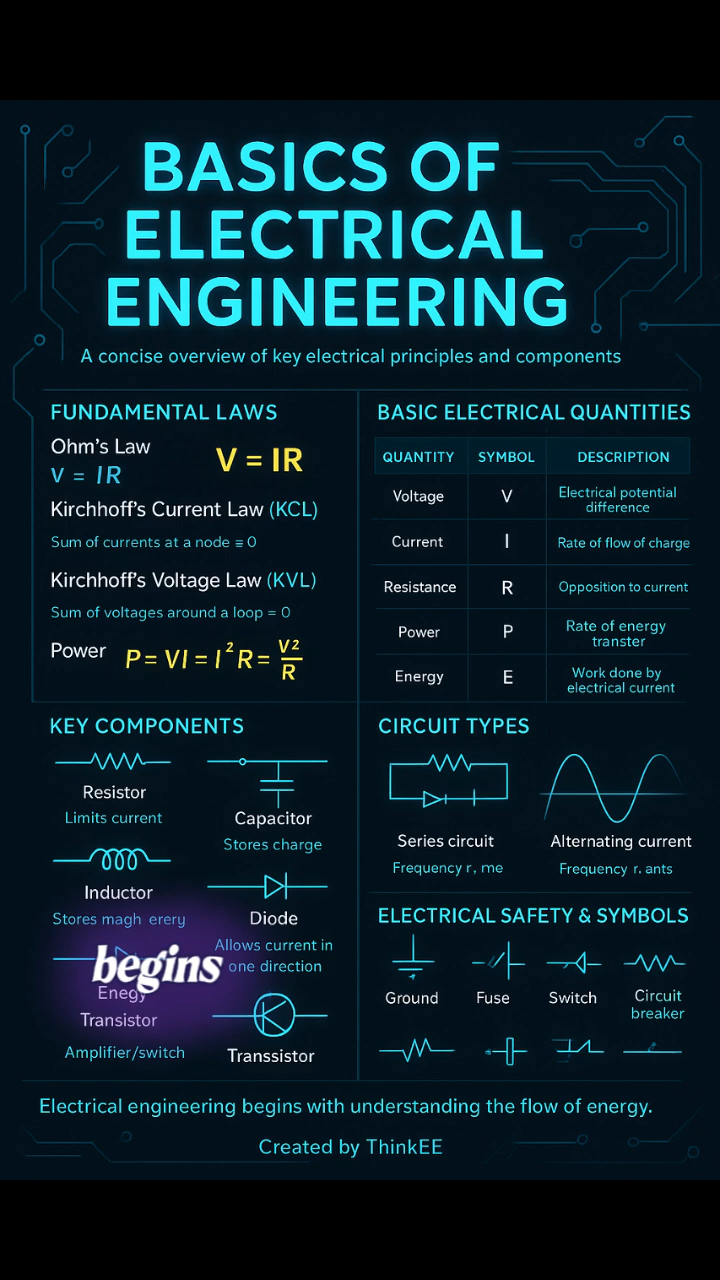 BASICS OF
ELECTRICAL
ENGINEERING
A concise overview of key electrical principles and components
FUNDAMENTAL LAWS
Ohm's Law
V = IR
V = IR
Kirchhoff's Current Law (KCL)
Sum of currents at a node ≡ 0
Kirchhoff's Voltage Law (KVL)
Sum of voltages around a loop = 0
Power
P = VI = I²R = V²/R
BASIC ELECTRICAL QUANTITIES
QUANTITY SYMBOL DESCRIPTION
Voltage V Electrical potential
difference
Current I Rate of flow of charge
Resistance R Opposition to current
Power P Rate of energy
transter
Energy E Work done by
electrical current
KEY COMPONENTS
Resistor
Limits current
Capacitor
Stores charge
Inductor
Stores magh erery
Diode
Allows current in
one direction
begins
Enegy
Transistor
Amplifier/switch
Transsistor
CIRCUIT TYPES
Series circuit
Frequency r, me
Alternating current
Frequency r. ants
ELECTRICAL SAFETY & SYMBOLS
Ground
Fuse
Switch
Circuit
breaker
Electrical engineering begins with understanding the flow of energy.
Created by ThinkEE